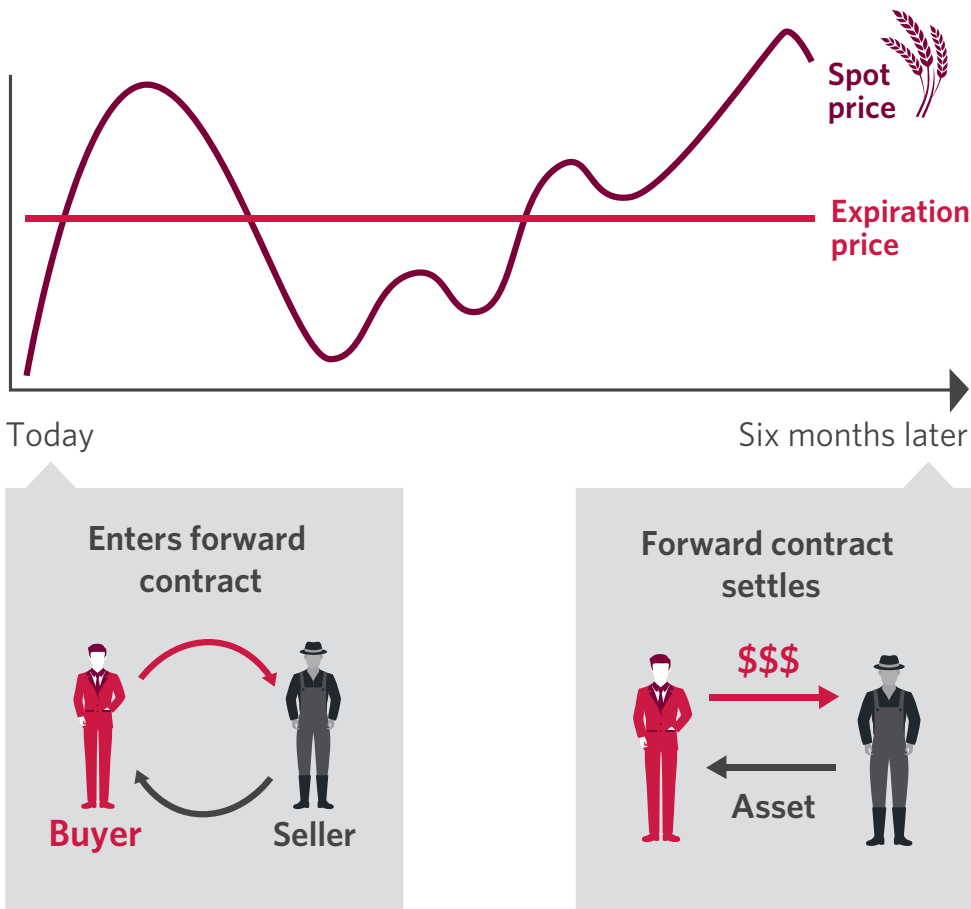 Spot
price
Expiration
price
Today
Six months later
Enters forward
contract
Buyer
Seller
Forward contract
settles
$$$
Asset